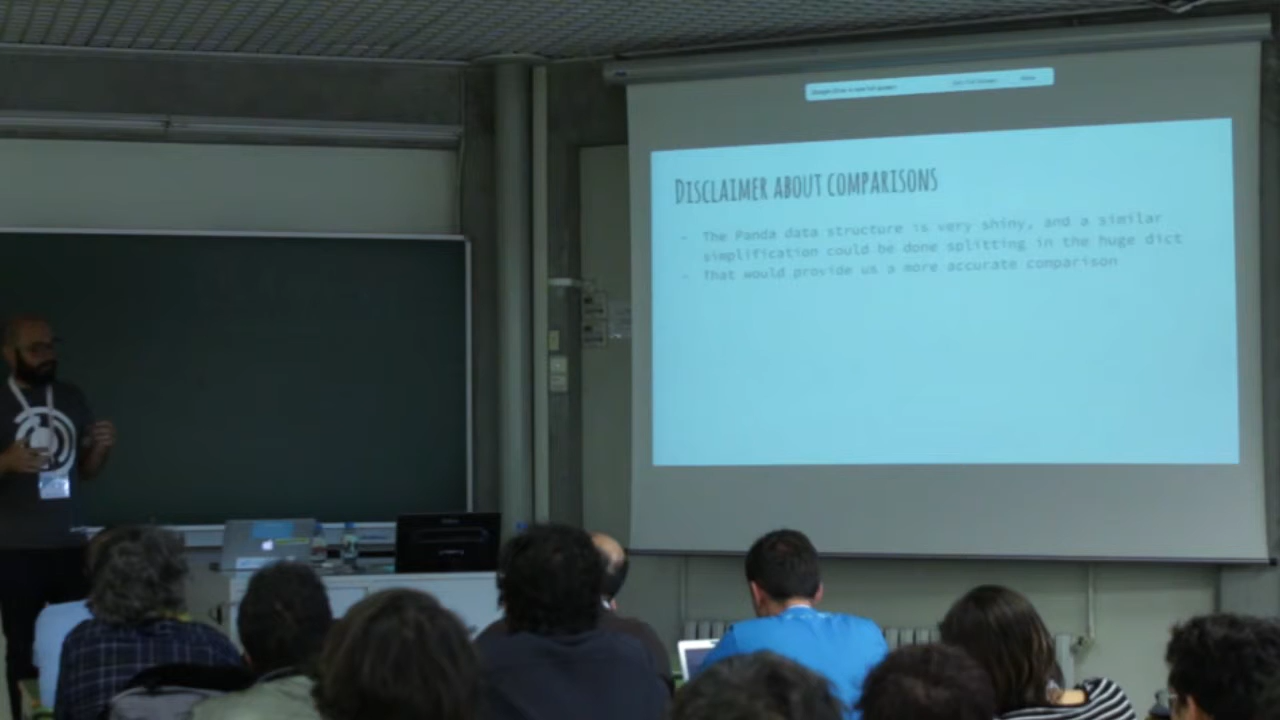 DISCLAIMER ABOUT COMPARISONS
- The Panda data structure is very shiny, and a similar
simplification could be done splitting in the huge dict
- That would provide us a more accurate comparison